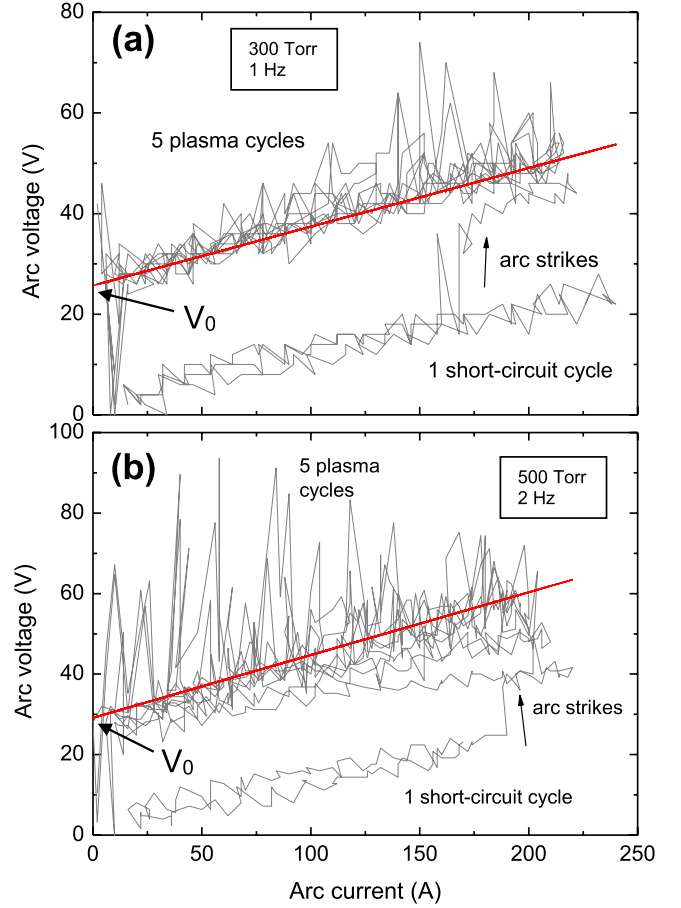 80
(a)
300 Torr
1 Hz
60
5 plasma cycles
Arc voltage (V)
40
arc strikes
V₀
20
1 short-circuit cycle
0
100
(b)
5 plasma
cycles
500 Torr
2 Hz
80
60
Arc voltage (V)
40
arc strikes
20
V₀
1 short-circuit cycle
0
0 50 100 150 200 250
Arc current (A)